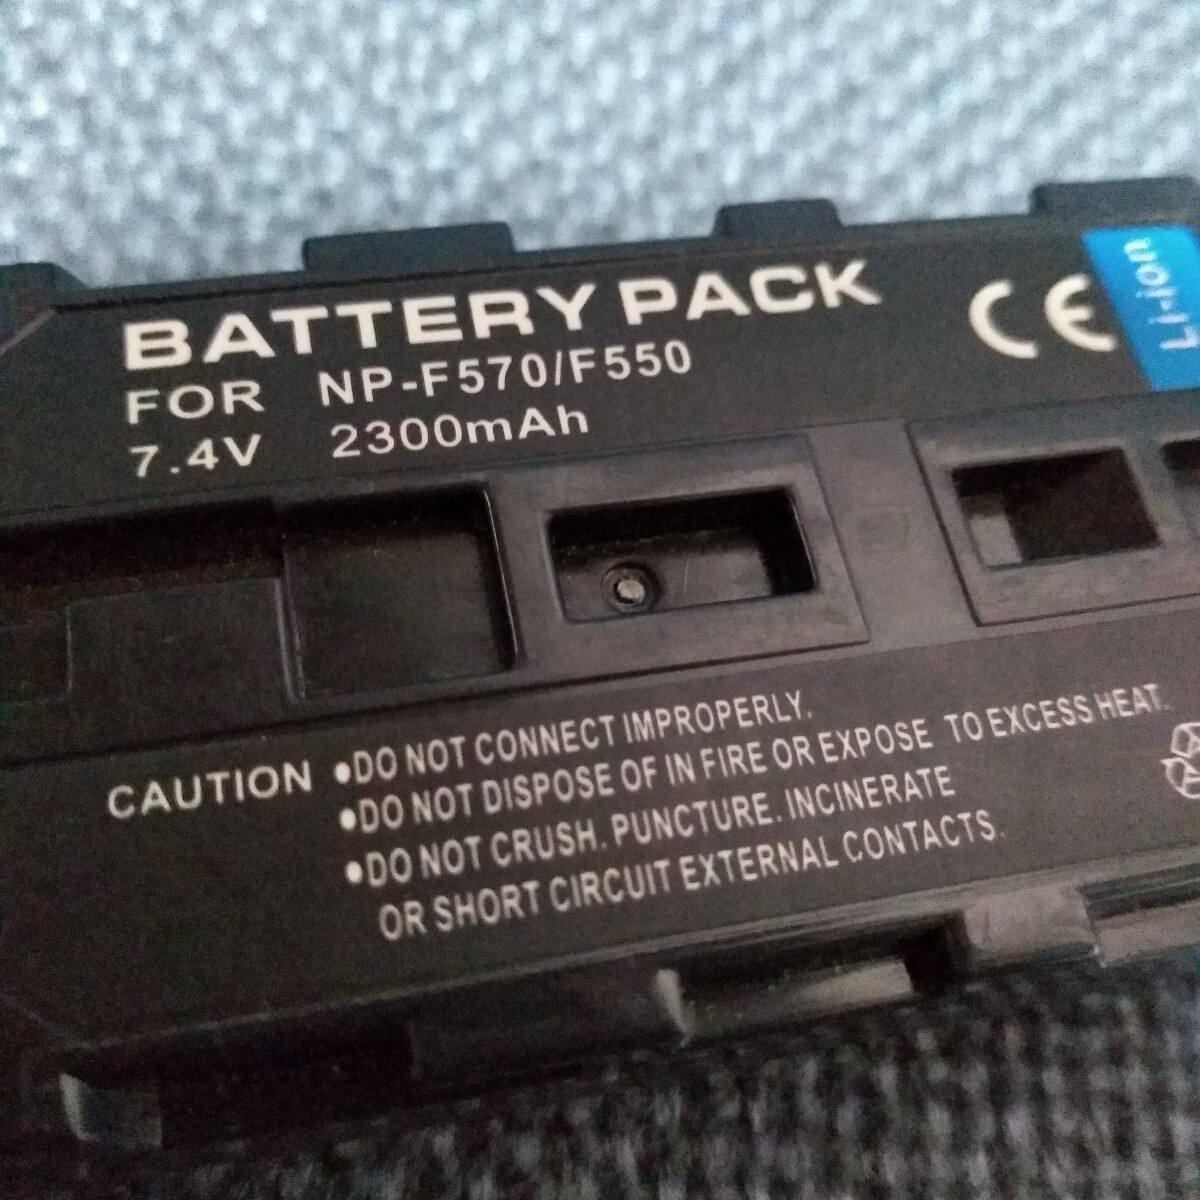 BATTERY PACK
FOR NP-F570/F550
7.4V 2300mAh
CE
Li-ion
CAUTION •DO NOT CONNECT IMPROPERLY.
•DO NOT DISPOSE OF IN FIRE OR EXPOSE TO EXCESS HEAT.
•DO NOT CRUSH. PUNCTURE. INCINERATE
OR SHORT CIRCUIT EXTERNAL CONTACTS.